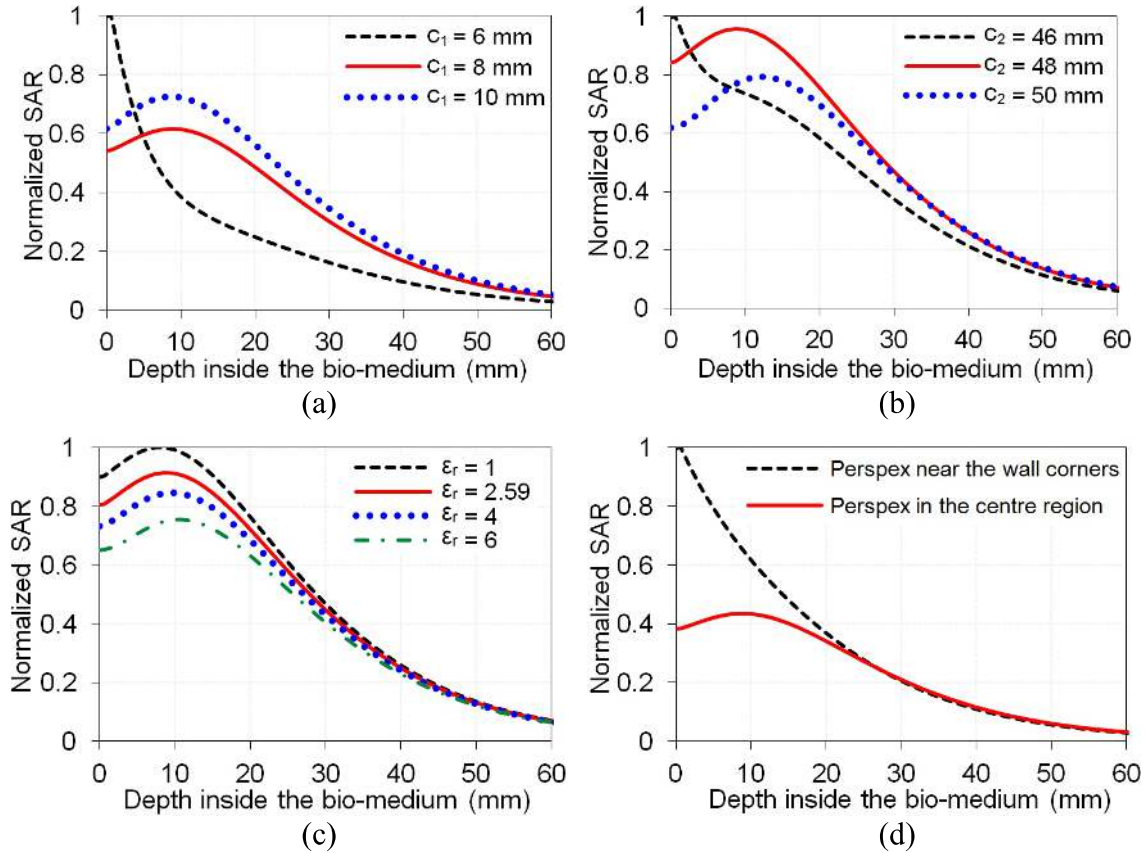 Normalized SAR
1
0.8
0.6
0.4
0.2
0
c₁ = 6 mm
c₁ = 8 mm
c₁ = 10 mm
0 10 20 30 40 50 60
Depth inside the bio-medium (mm)
(a)
Normalized SAR
1
0.8
0.6
0.4
0.2
0
c₂ = 46 mm
c₂ = 48 mm
c₂ = 50 mm
0 10 20 30 40 50 60
Depth inside the bio-medium (mm)
(b)
Normalized SAR
1
0.8
0.6
0.4
0.2
0
εᵣ = 1
εᵣ = 2.59
εᵣ = 4
εᵣ = 6
0 10 20 30 40 50 60
Depth inside the bio-medium (mm)
(c)
Normalized SAR
1
0.8
0.6
0.4
0.2
0
Perspex near the wall corners
Perspex in the centre region
0 10 20 30 40 50 60
Depth inside the bio-medium (mm)
(d)